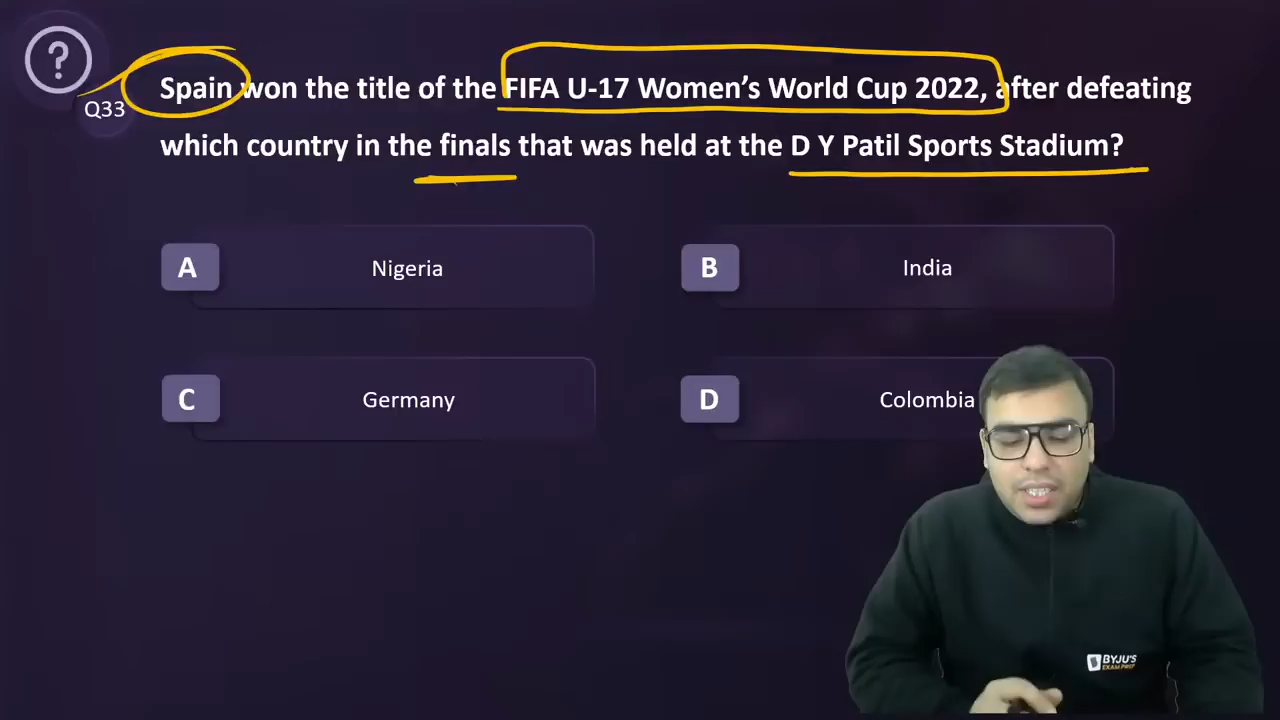 ?
Q33
Spain won the title of the FIFA U-17 Women’s World Cup 2022, after defeating
which country in the finals that was held at the D Y Patil Sports Stadium?
A
Nigeria
B
India
C
Germany
D
Colombia
BYJU'S
EXAM PREP